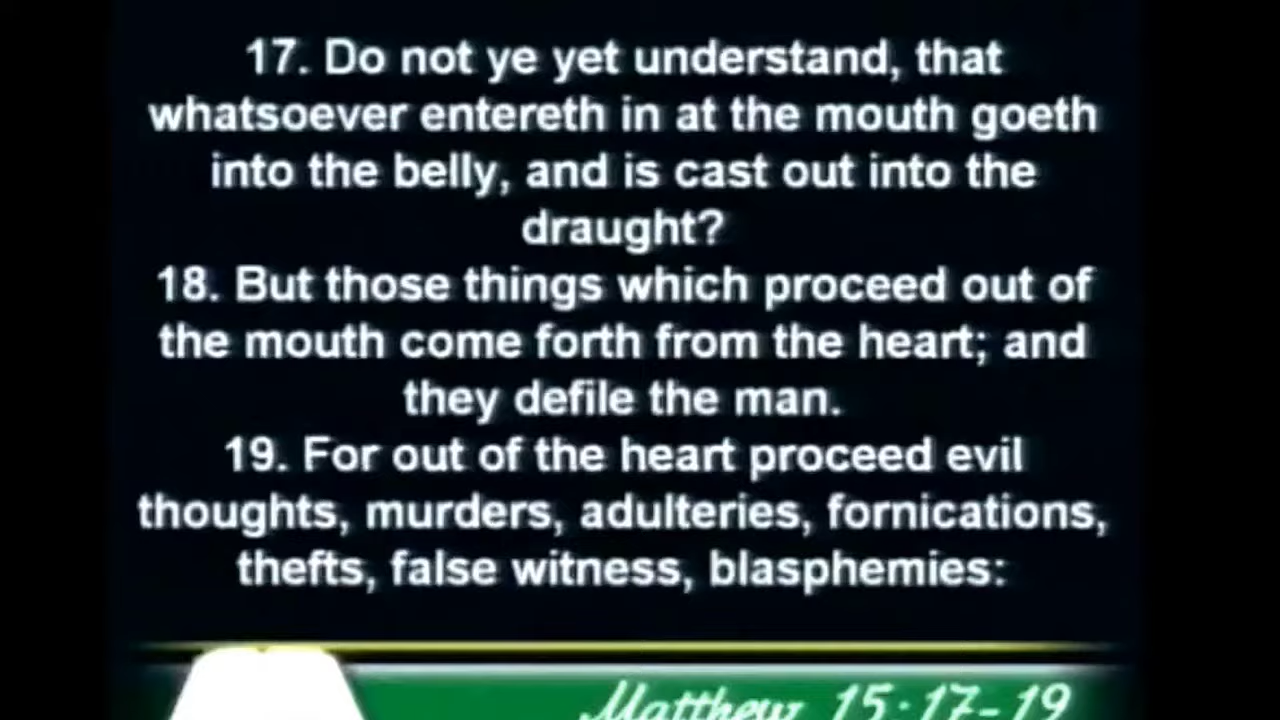 17. Do not ye yet understand, that
whatsoever entereth in at the mouth goeth
into the belly, and is cast out into the
draught?
18. But those things which proceed out of
the mouth come forth from the heart; and
they defile the man.
19. For out of the heart proceed evil
thoughts, murders, adulteries, fornications,
thefts, false witness, blasphemies:
Matthew 15:17-19